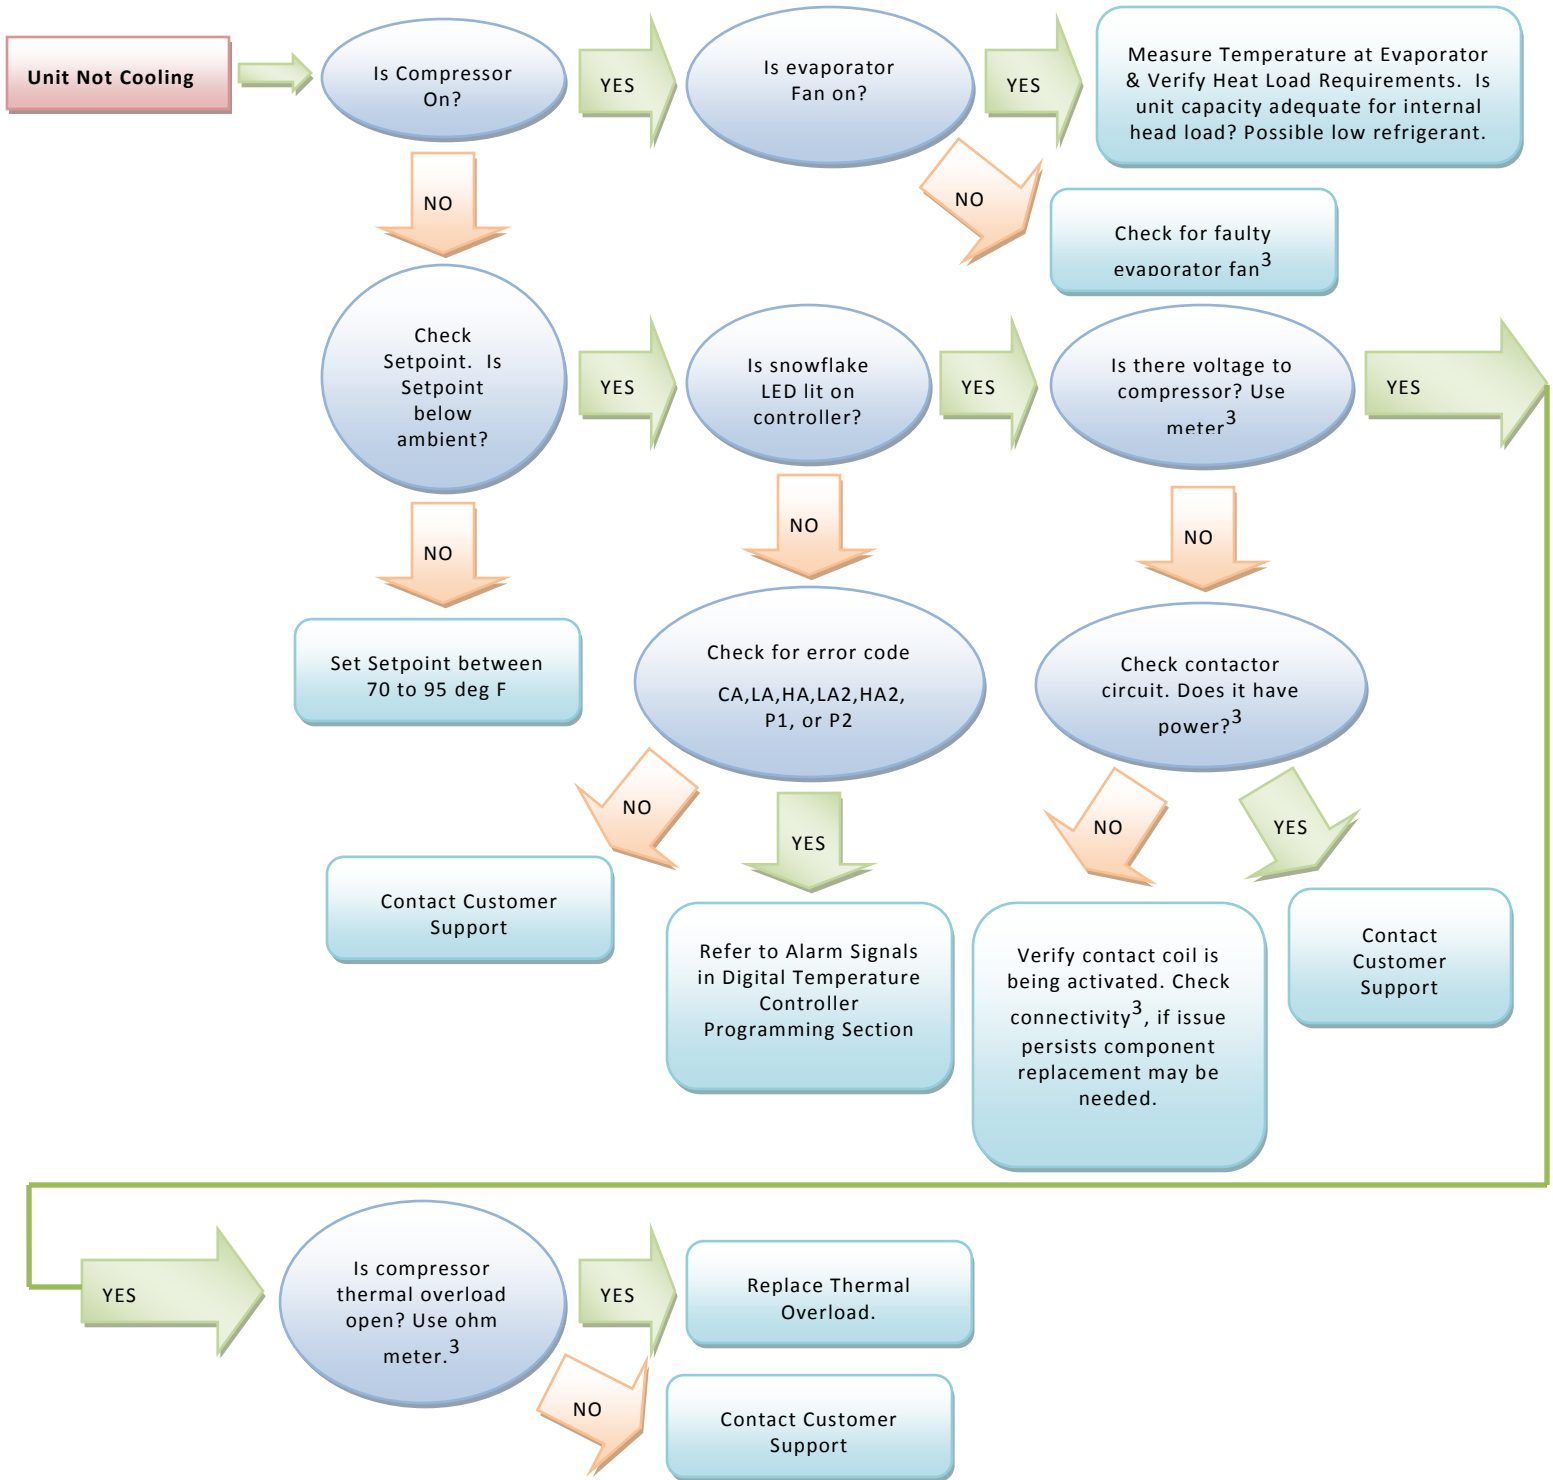 Unit Not Cooling
Is Compressor
On?
YES
Is evaporator
Fan on?
YES
Measure Temperature at Evaporator
& Verify Heat Load Requirements. Is
unit capacity adequate for internal
head load? Possible low refrigerant.
NO
NO
Check for faulty
evaporator fan3
Check
Setpoint. Is
Setpoint
below
ambient?
YES
Is snowflake
LED lit on
controller?
YES
Is there voltage to
compressor? Use
meter3
YES
NO
NO
NO
Set Setpoint between
70 to 95 deg F
Check for error code
CA,LA,HA,LA2,HA2,
P1, or P2
Check contactor
circuit. Does it have
power?3
NO
YES
NO
YES
Contact Customer
Support
Refer to Alarm Signals
in Digital Temperature
Controller
Programming Section
Verify contact coil is
being activated. Check
connectivity3, if issue
persists component
replacement may be
needed.
Contact
Customer
Support
YES
Is compressor
thermal overload
open? Use ohm
meter.3
YES
Replace Thermal
Overload.
NO
Contact Customer
Support